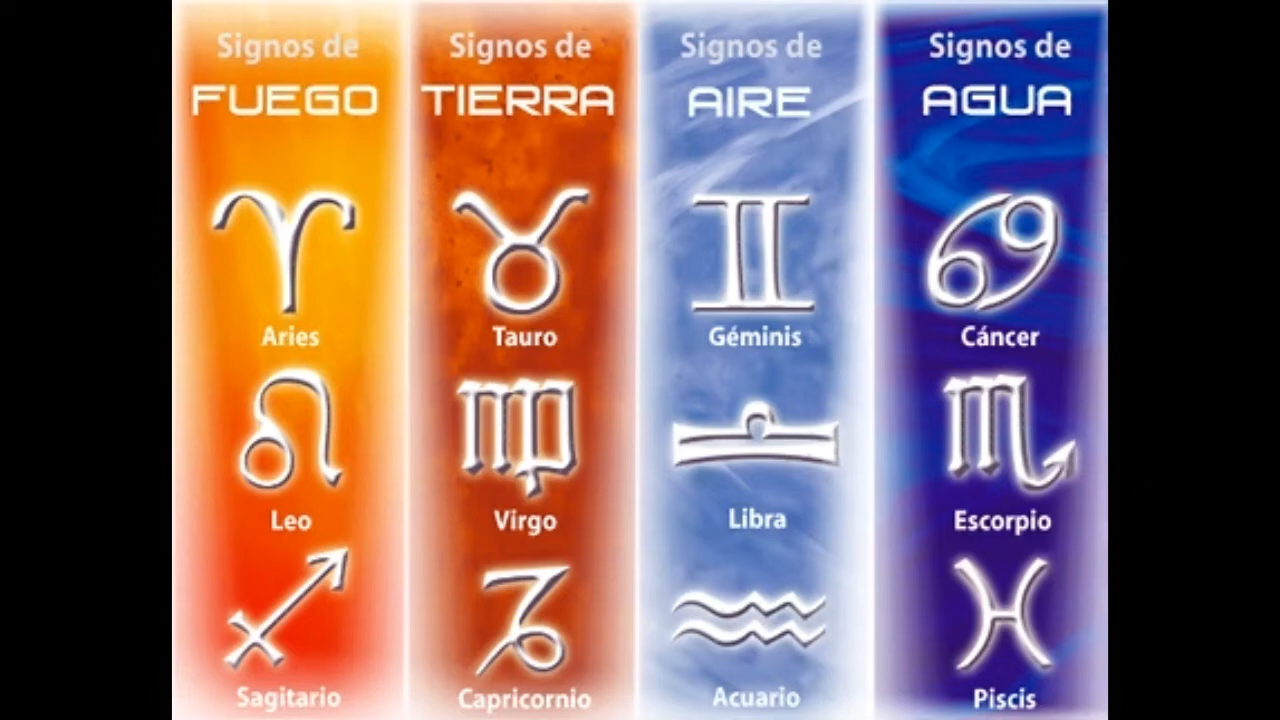 Signos de
FUEGO
Aries
Leo
Sagitario
Signos de
TIERRA
Tauro
Virgo
Capricornio
Signos de
AIRE
Géminis
Libra
Acuario
Signos de
AGUA
Cáncer
Escorpio
Piscis